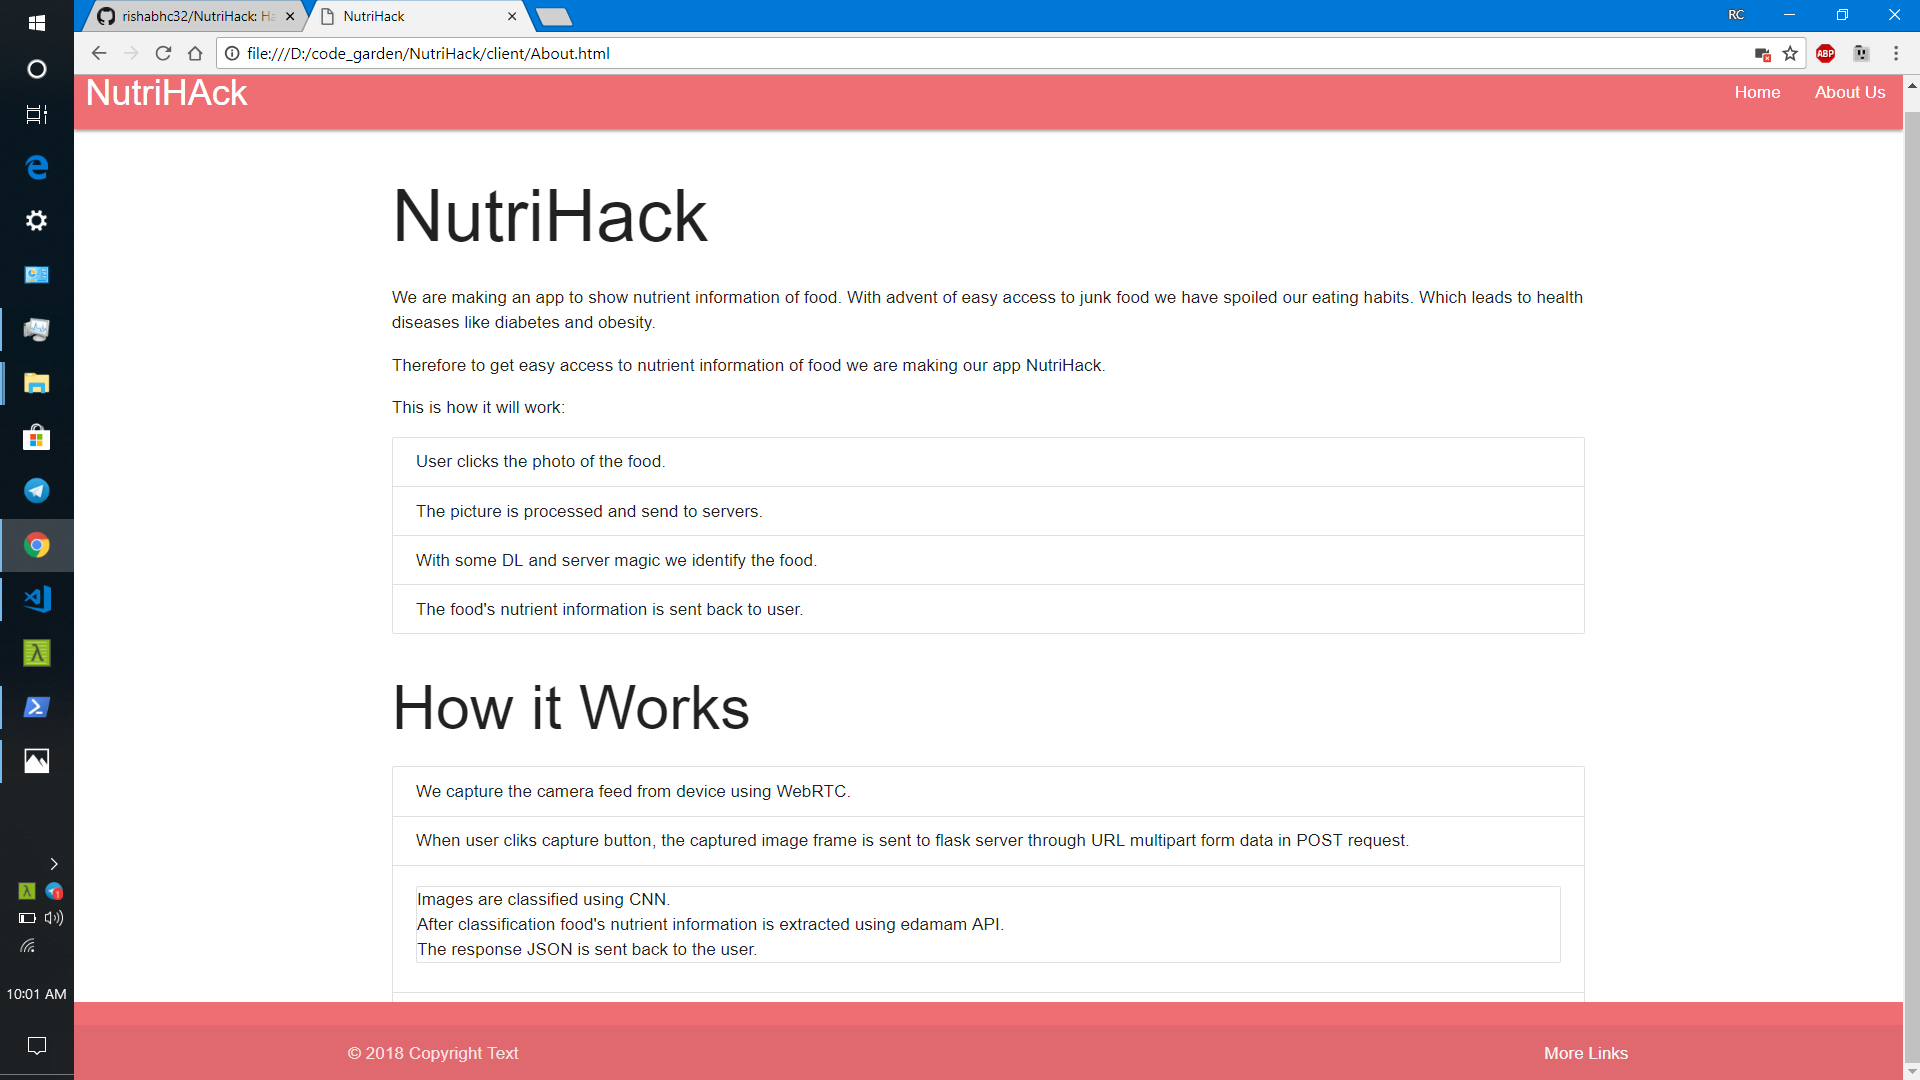 rishabhc32/NutriHack: Ha
NutriHack
RC
file:///D:/code_garden/NutriHack/client/About.html
ABP
NutriHAck
Home
About Us
NutriHack
We are making an app to show nutrient information of food. With advent of easy access to junk food we have spoiled our eating habits. Which leads to health
diseases like diabetes and obesity.
Therefore to get easy access to nutrient information of food we are making our app NutriHack.
This is how it will work:
User clicks the photo of the food.
The picture is processed and send to servers.
With some DL and server magic we identify the food.
The food's nutrient information is sent back to user.
How it Works
We capture the camera feed from device using WebRTC.
When user cliks capture button, the captured image frame is sent to flask server through URL multipart form data in POST request.
Images are classified using CNN.
After classification food's nutrient information is extracted using edamam API.
The response JSON is sent back to the user.
© 2018 Copyright Text
More Links
10:01 AM